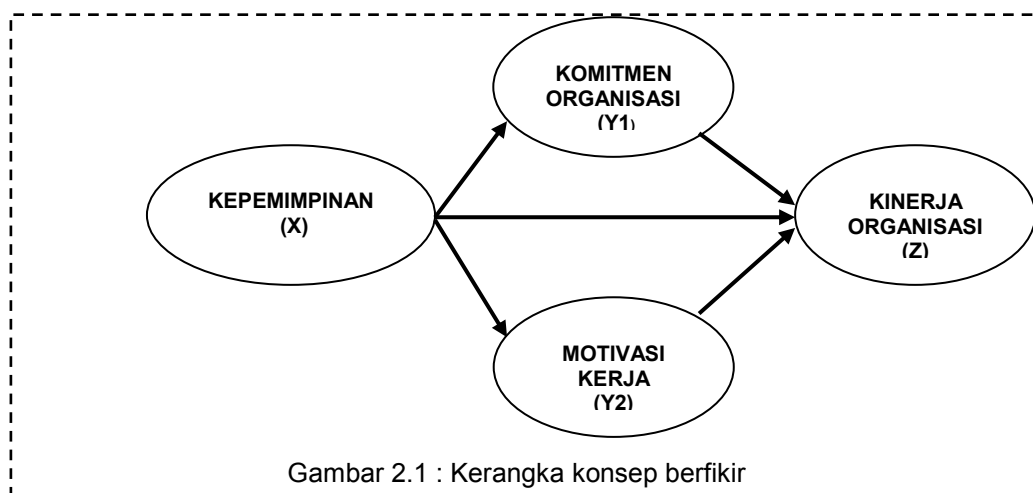 KOMITMEN
ORGANISASI
(Y1)
KEPEMIMPINAN
(X)
KINERJA
ORGANISASI
(Z)
MOTIVASI
KERJA
(Y2)
Gambar 2.1 : Kerangka konsep berfikir